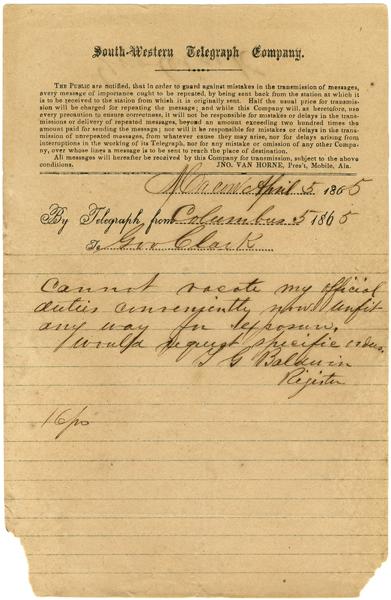 South-Western Telegraph Company.
THE PUBLIC are notified, that in order to guard against mistakes in the transmission of messages,
every message of importance ought to be repeated, by being sent back from the station at which it
is to be received to the station from which it is originally sent. Half the usual price for transmis-
sion will be charged for repeating the message; and while this Company will, as heretofore, use
every precaution to ensure correctness, it will not be responsible for mistakes or delays in the trans-
missions or delivery of repeated messages, beyond an amount exceeding two hundred times the
amount paid for sending the message; nor will it be responsible for mistakes or delays in the trans-
mission of unrepeated messages, from whatever cause they may arise, nor for delays arising from
interruptions in the working of its Telegraph, nor for any mistake or omission of any other Com-
pany, over whose lines a message is to be sent to reach the place of destination.
All messages will hereafter be received by this Company for transmission, subject to the above
conditions. JNO. VAN HORNE, Pres't, Mobile, Ala.
Macon April 5 1865
By Telegraph, from Columbus 5 1865
To Gov Clark
Cannot vacate my official
duties conveniently now Unfit
any way for exposure.
Would request specific orders.
T G Baldwin
Register